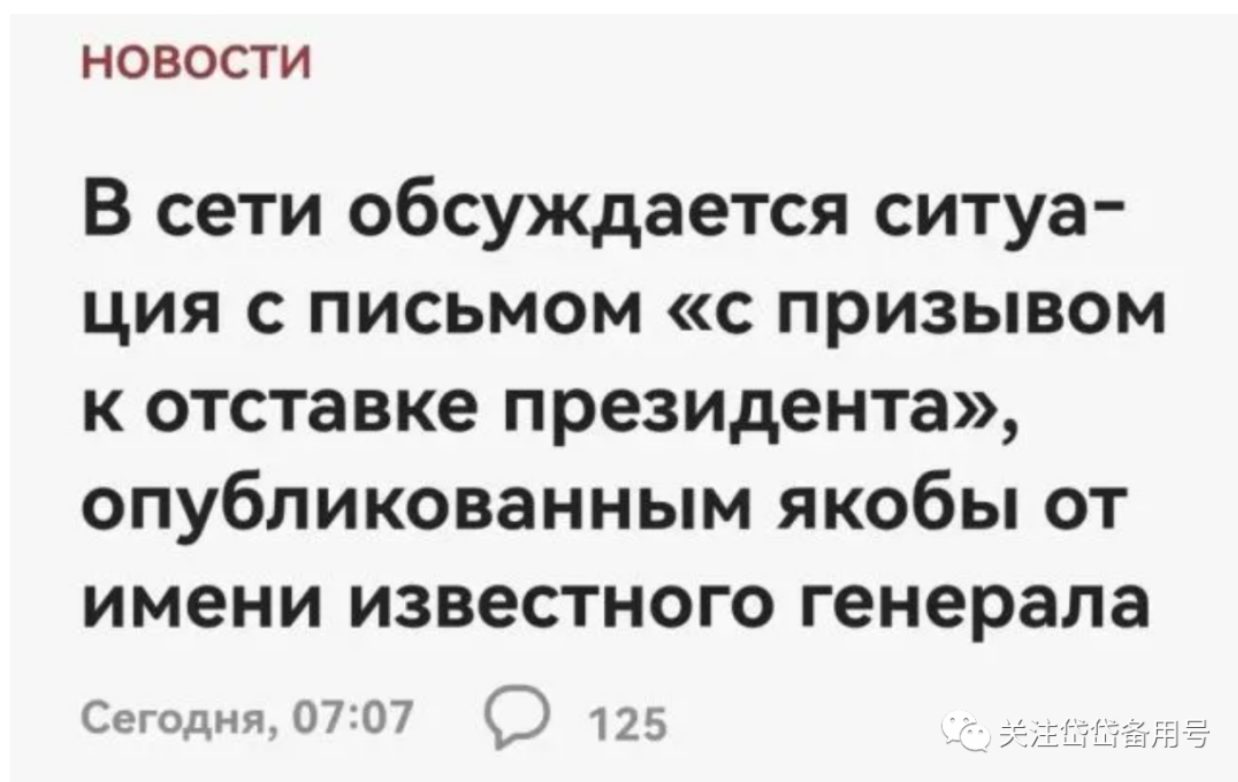 НОВОСТИ
В сети обсуждается ситуа-
ция с письмом «с призывом
к отставке президента»,
опубликованным якобы от
имени известного генерала
Сегодня, 07:07 125
关注岱岱备用号